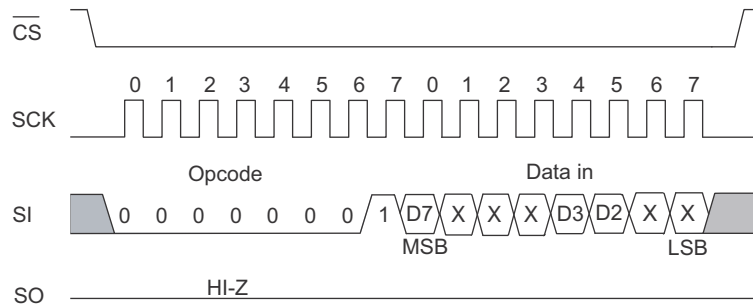 CS
0 1 2 3 4 5 6 7 0 1 2 3 4 5 6 7
SCK
Opcode Data in
SI 0 0 0 0 0 0 0 1 D7 X X X D3 D2 X X
MSB LSB
HI-Z
SO